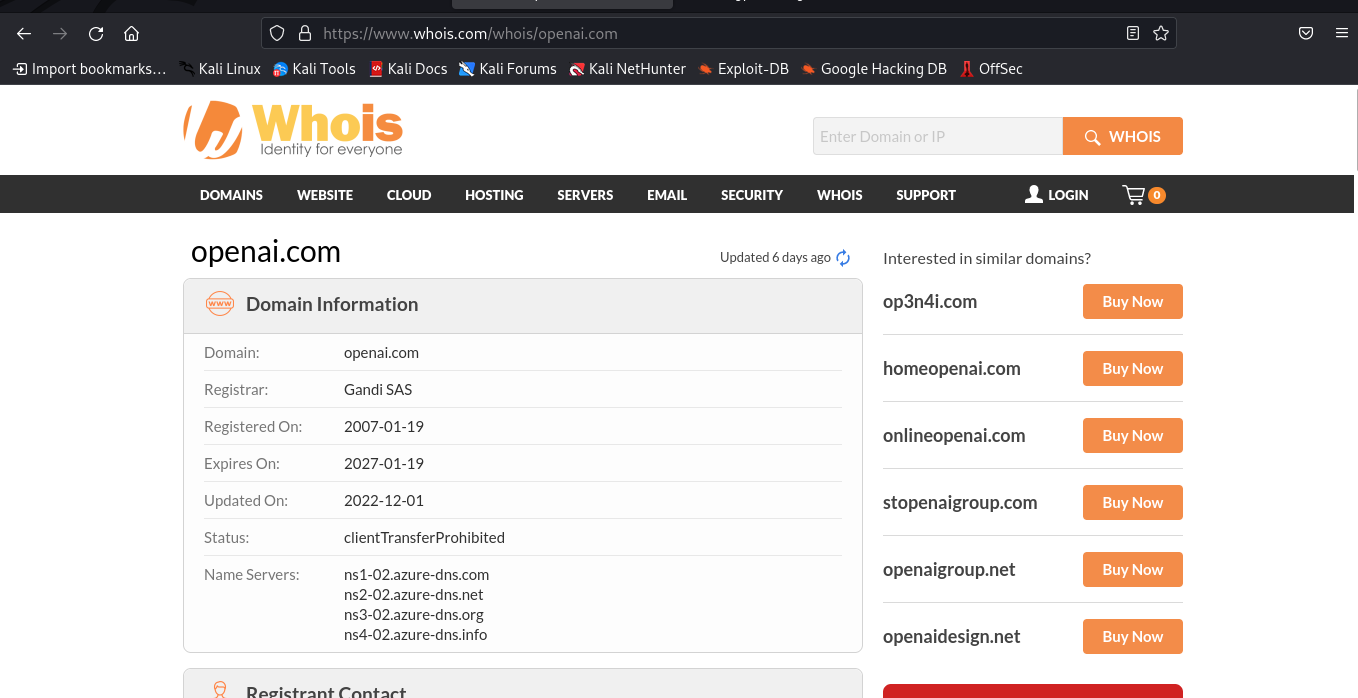 https://www.whois.com/whois/openai.com
Import bookmarks… Kali Linux Kali Tools Kali Docs Kali Forums Kali NetHunter Exploit-DB Google Hacking DB OffSec
Whois
Identity for everyone
Enter Domain or IP WHOIS
DOMAINS WEBSITE CLOUD HOSTING SERVERS EMAIL SECURITY WHOIS SUPPORT LOGIN 0
openai.com
Updated 6 days ago
www Domain Information
Domain: openai.com
Registrar: Gandi SAS
Registered On: 2007-01-19
Expires On: 2027-01-19
Updated On: 2022-12-01
Status: clientTransferProhibited
Name Servers: ns1-02.azure-dns.com
ns2-02.azure-dns.net
ns3-02.azure-dns.org
ns4-02.azure-dns.info
Registrant Contact
Interested in similar domains?
op3n4i.com Buy Now
homeopenai.com Buy Now
onlineopenai.com Buy Now
stopenaigroup.com Buy Now
openaigroup.net Buy Now
openaidesign.net Buy Now